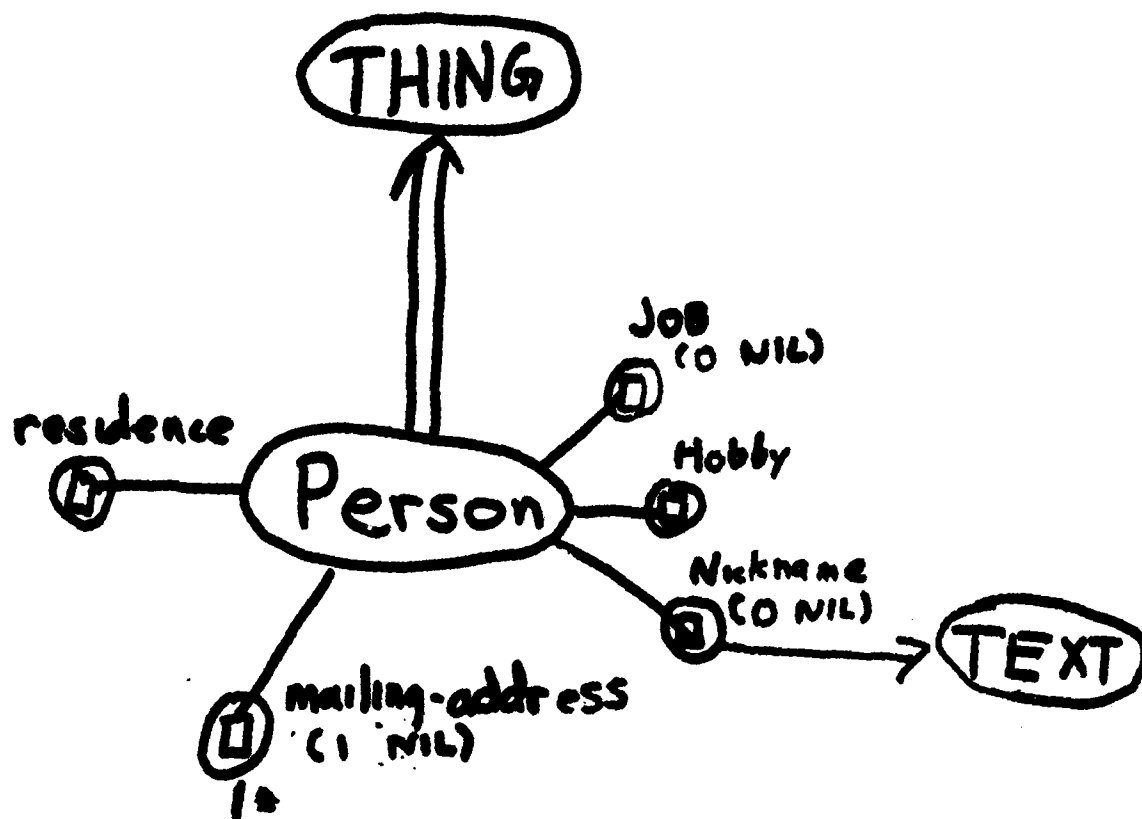 THING
JOB
(0 NIL)
residence
Person
Hobby
Nickname
(0 NIL)
TEXT
mailing-address
(1 NIL)